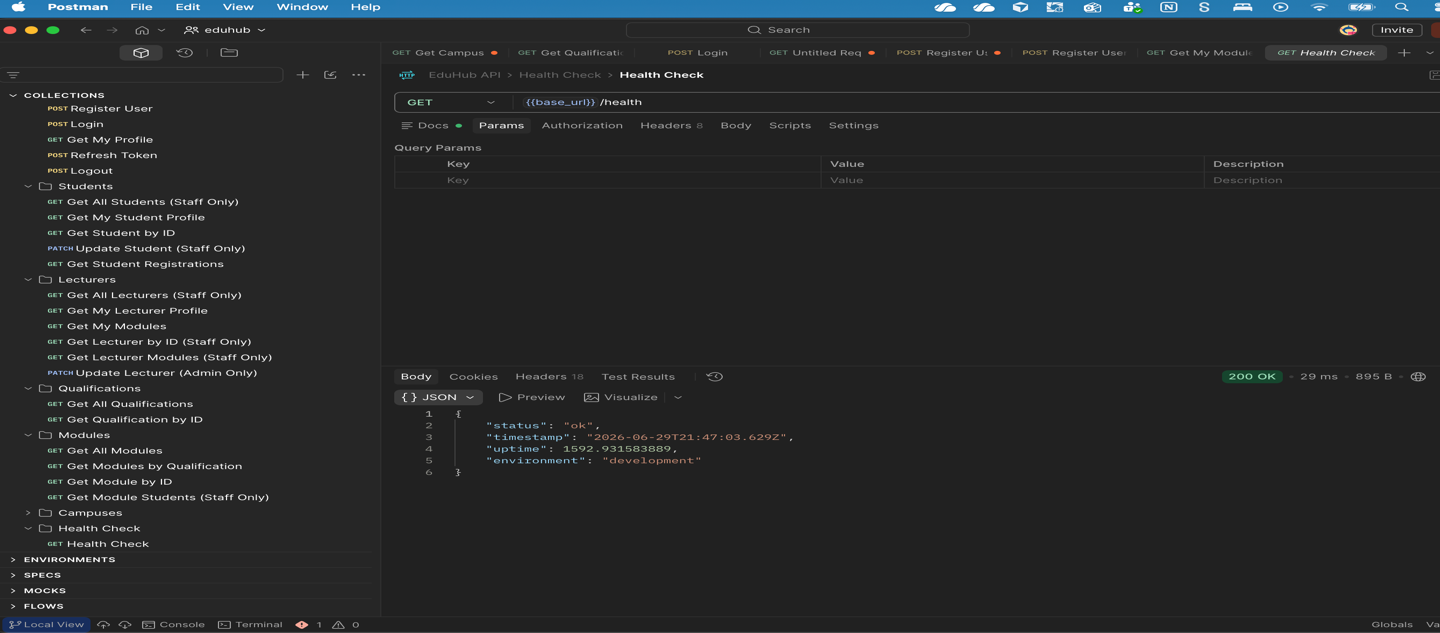 Postman File Edit View Window Help
eduhub
Search
Invite
GET Get Campus
GET Get Qualificati
POST Login
GET Untitled Req
POST Register U
POST Register User
GET Get My Module
GET Health Check
COLLECTIONS
POST Register User
POST Login
GET Get My Profile
POST Refresh Token
POST Logout
Students
GET Get All Students (Staff Only)
GET Get My Student Profile
GET Get Student by ID
PATCH Update Student (Staff Only)
GET Get Student Registrations
Lecturers
GET Get All Lecturers (Staff Only)
GET Get My Lecturer Profile
GET Get My Modules
GET Get Lecturer by ID (Staff Only)
GET Get Lecturer Modules (Staff Only)
PATCH Update Lecturer (Admin Only)
Qualifications
GET Get All Qualifications
GET Get Qualification by ID
Modules
GET Get All Modules
GET Get Modules by Qualification
GET Get Module by ID
GET Get Module Students (Staff Only)
Campuses
Health Check
GET Health Check
ENVIRONMENTS
SPECS
MOCKS
FLOWS
HTTP EduHub API > Health Check > Health Check
GET {{base_url}} /health
Docs Params Authorization Headers 8 Body Scripts Settings
Query Params
Key Value Description
Key Value Description
Body Cookies Headers 18 Test Results
200 OK 29 ms 895 B
{ } JSON Preview Visualize
1 {
2 "status": "ok",
3 "timestamp": "2026-06-29T21:47:03.629Z",
4 "uptime": 1592.931583889,
5 "environment": "development"
6 }
Local View Console Terminal 1 0
Globals Va